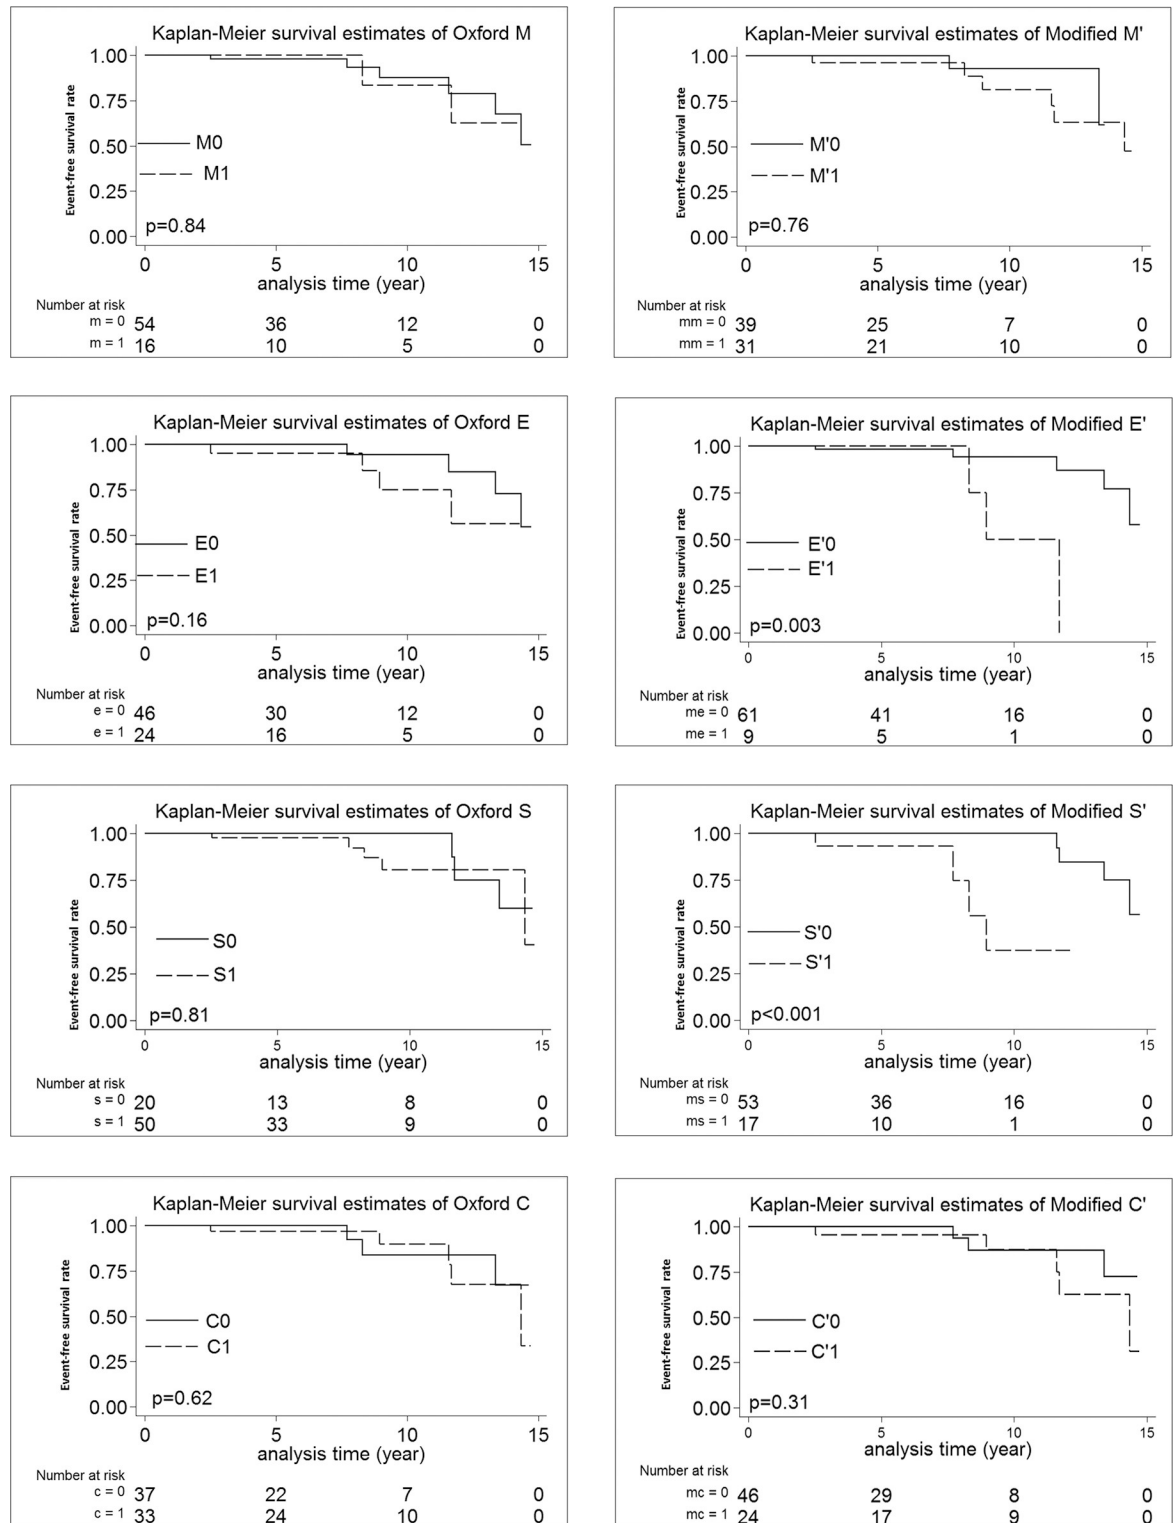 Kaplan-Meier survival estimates of Oxford M
Event-free survival rate
1.00
0.75
0.50
0.25
0.00
M0
M1
p=0.84
0 5 10 15
analysis time (year)
Number at risk
m = 0 54 36 12 0
m = 1 16 10 5 0
Kaplan-Meier survival estimates of Modified M'
Event-free survival rate
1.00
0.75
0.50
0.25
0.00
M'0
M'1
p=0.76
0 5 10 15
analysis time (year)
Number at risk
mm = 0 39 25 7 0
mm = 1 31 21 10 0
Kaplan-Meier survival estimates of Oxford E
Event-free survival rate
1.00
0.75
0.50
0.25
0.00
E0
E1
p=0.16
0 5 10 15
analysis time (year)
Number at risk
e = 0 46 30 12 0
e = 1 24 16 5 0
Kaplan-Meier survival estimates of Modified E'
Event-free survival rate
1.00
0.75
0.50
0.25
0.00
E'0
E'1
p=0.003
0 5 10 15
analysis time (year)
Number at risk
me = 0 61 41 16 0
me = 1 9 5 1 0
Kaplan-Meier survival estimates of Oxford S
Event-free survival rate
1.00
0.75
0.50
0.25
0.00
S0
S1
p=0.81
0 5 10 15
analysis time (year)
Number at risk
s = 0 20 13 8 0
s = 1 50 33 9 0
Kaplan-Meier survival estimates of Modified S'
Event-free survival rate
1.00
0.75
0.50
0.25
0.00
S'0
S'1
p<0.001
0 5 10 15
analysis time (year)
Number at risk
ms = 0 53 36 16 0
ms = 1 17 10 1 0
Kaplan-Meier survival estimates of Oxford C
Event-free survival rate
1.00
0.75
0.50
0.25
0.00
C0
C1
p=0.62
0 5 10 15
analysis time (year)
Number at risk
c = 0 37 22 7 0
c = 1 33 24 10 0
Kaplan-Meier survival estimates of Modified C'
Event-free survival rate
1.00
0.75
0.50
0.25
0.00
C'0
C'1
p=0.31
0 5 10 15
analysis time (year)
Number at risk
mc = 0 46 29 8 0
mc = 1 24 17 9 0